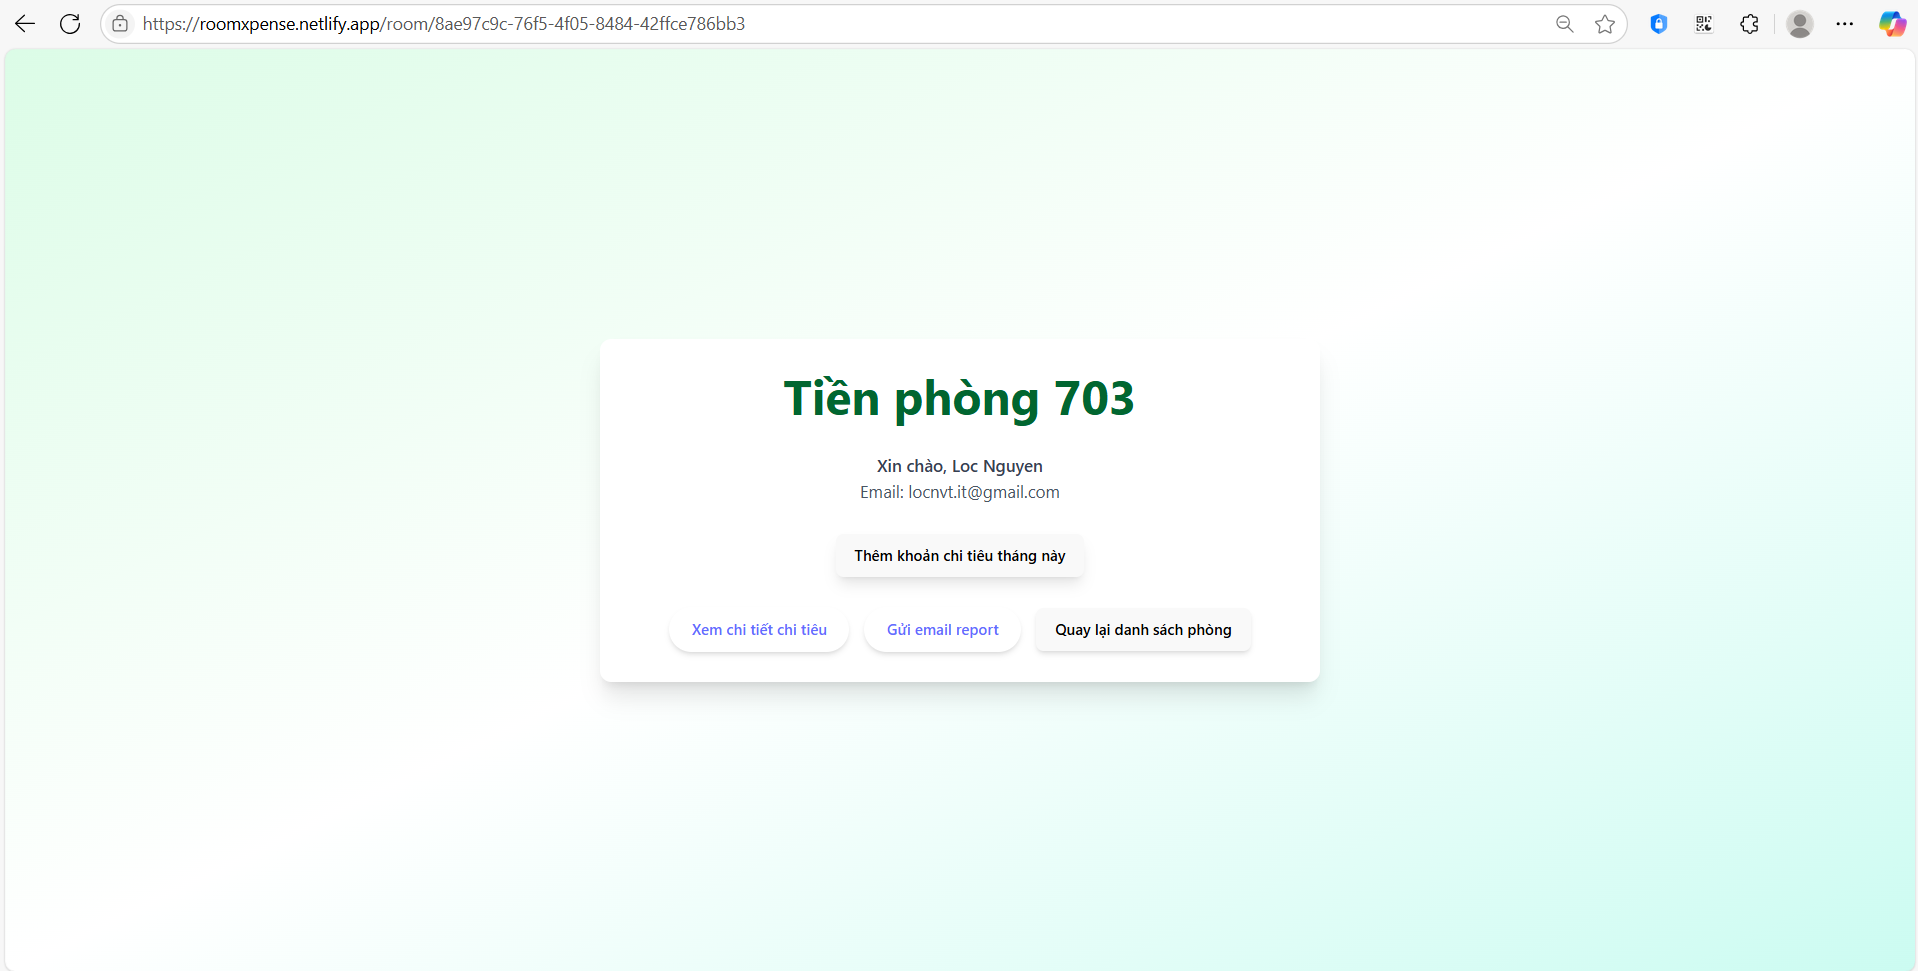 https://roomxpense.netlify.app/room/8ae97c9c-76f5-4f05-8484-42ffce786bb3
Tiền phòng 703
Xin chào, Loc Nguyen
Email: locnvt.it@gmail.com
Thêm khoản chi tiêu tháng này
Xem chi tiết chi tiêu
Gửi email report
Quay lại danh sách phòng